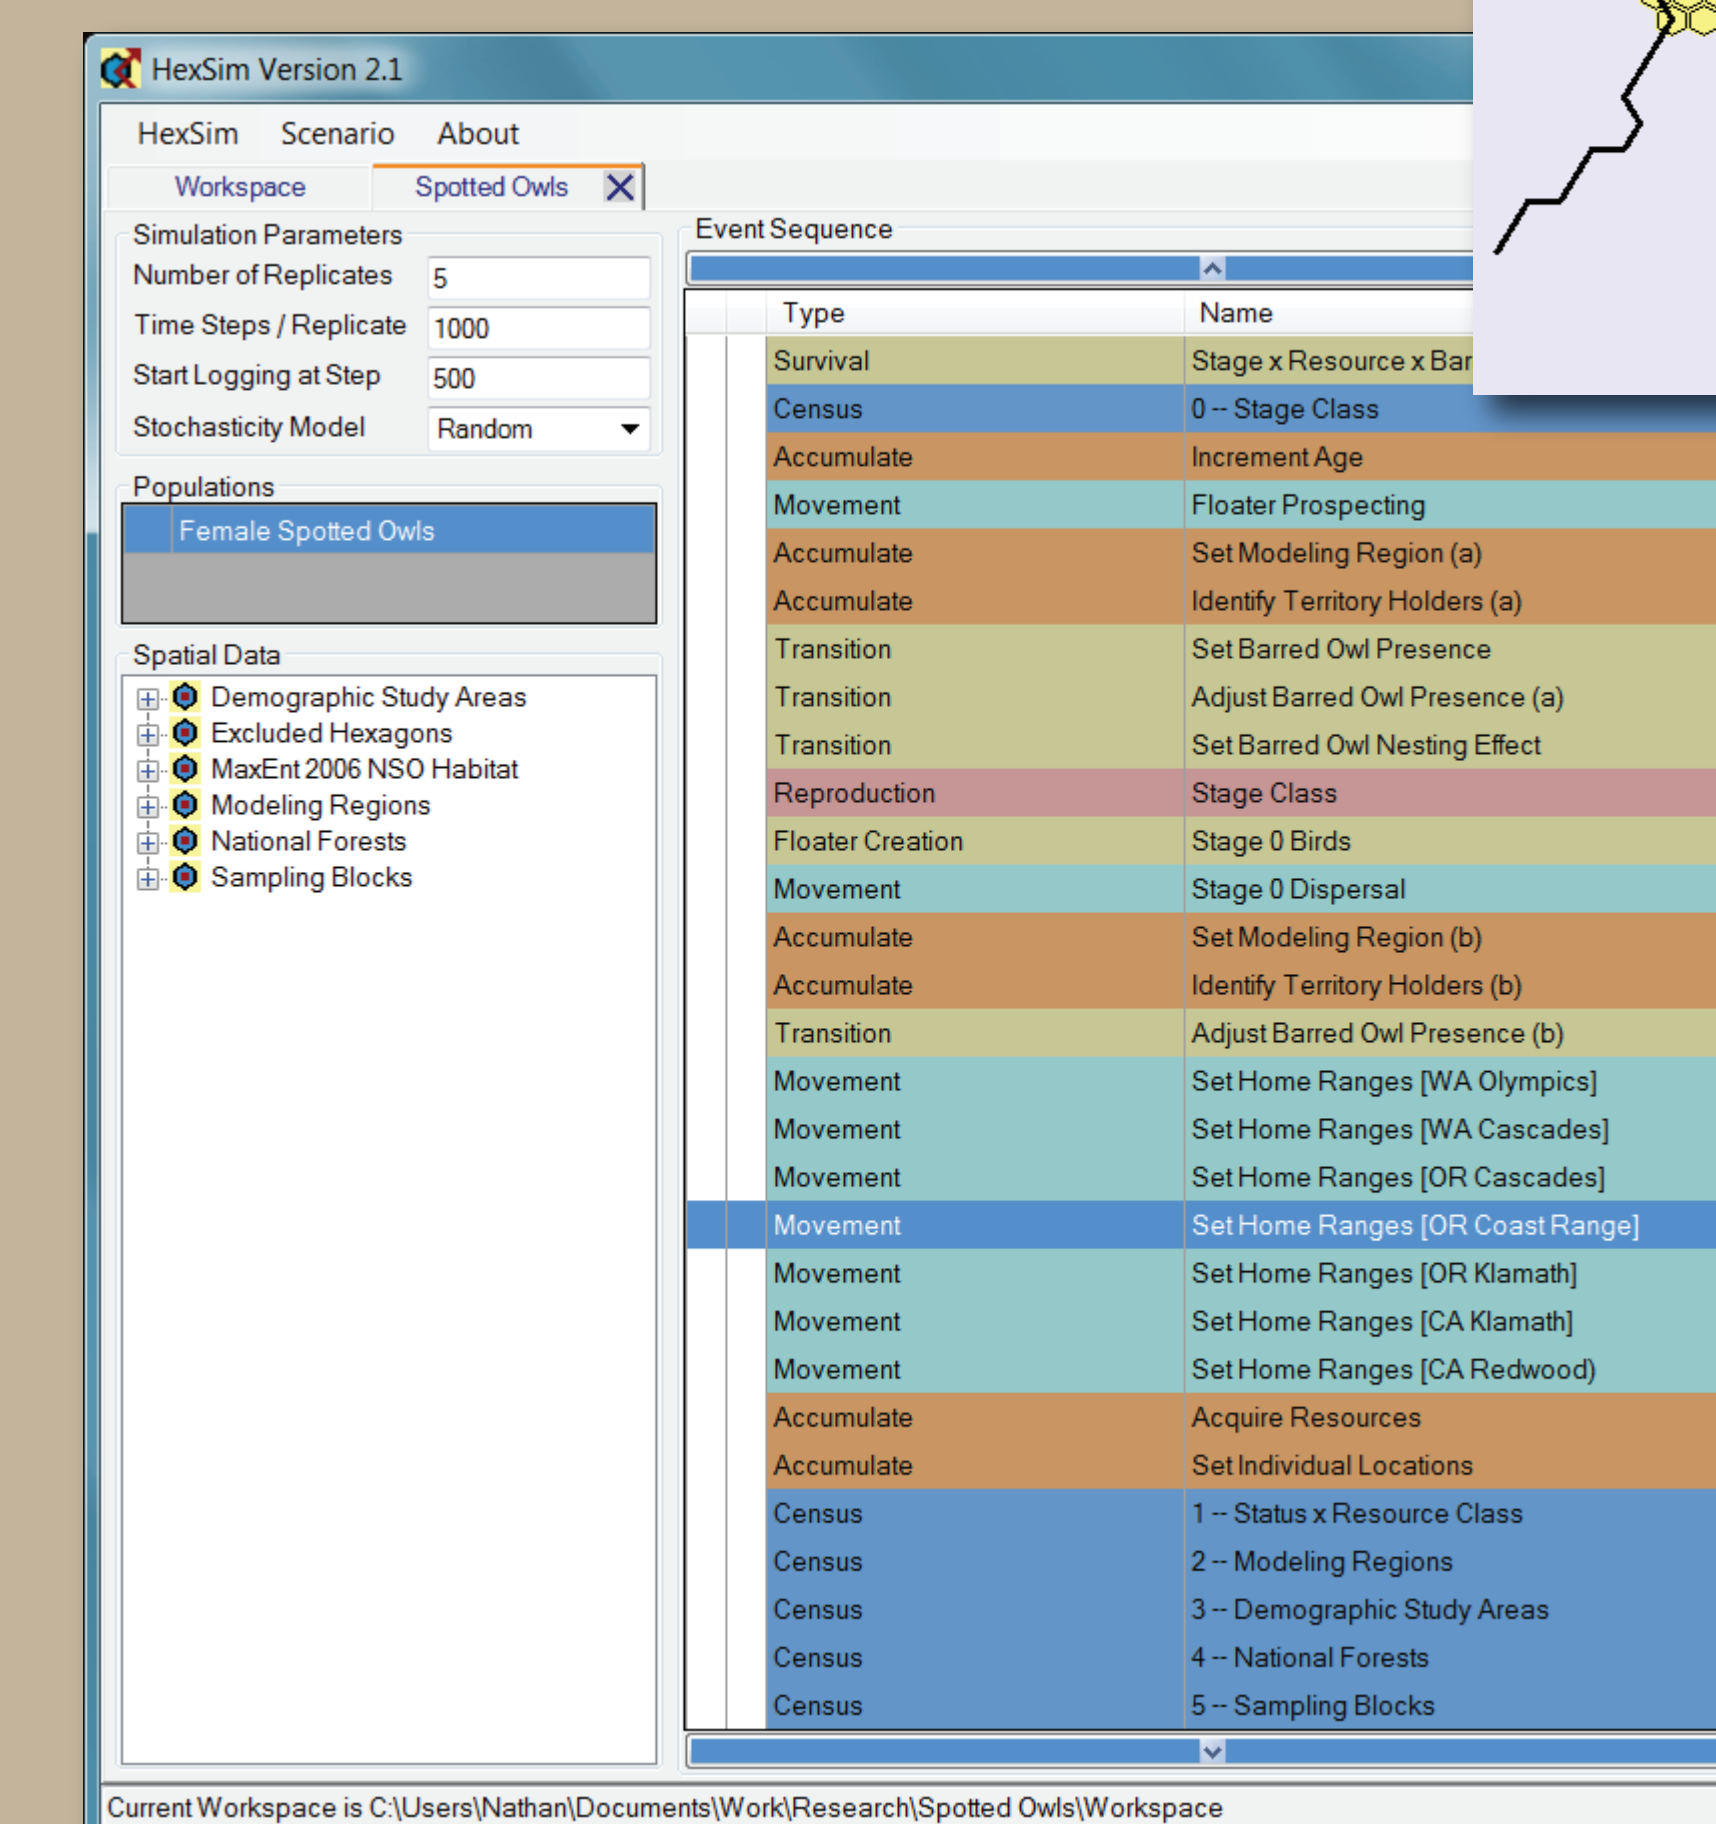 HexSim Version 2.1
HexSim Scenario About
Workspace Spotted Owls
Simulation Parameters
Number of Replicates 5
Time Steps / Replicate 1000
Start Logging at Step 500
Stochasticity Model Random
Populations
Female Spotted Owls
Spatial Data
Demographic Study Areas
Excluded Hexagons
MaxEnt 2006 NSO Habitat
Modeling Regions
National Forests
Sampling Blocks
Event Sequence
Type Name
Survival Stage x Resource x Bar
Census 0 -- Stage Class
Accumulate Increment Age
Movement Floater Prospecting
Accumulate Set Modeling Region (a)
Accumulate Identify Territory Holders (a)
Transition Set Barred Owl Presence
Transition Adjust Barred Owl Presence (a)
Transition Set Barred Owl Nesting Effect
Reproduction Stage Class
Floater Creation Stage 0 Birds
Movement Stage 0 Dispersal
Accumulate Set Modeling Region (b)
Accumulate Identify Territory Holders (b)
Transition Adjust Barred Owl Presence (b)
Movement Set Home Ranges [WA Olympics]
Movement Set Home Ranges [WA Cascades]
Movement Set Home Ranges [OR Cascades]
Movement Set Home Ranges [OR Coast Range]
Movement Set Home Ranges [OR Klamath]
Movement Set Home Ranges [CA Klamath]
Movement Set Home Ranges [CA Redwood)
Accumulate Acquire Resources
Accumulate Set Individual Locations
Census 1 -- Status x Resource Class
Census 2 -- Modeling Regions
Census 3 -- Demographic Study Areas
Census 4 -- National Forests
Census 5 -- Sampling Blocks
Current Workspace is C:\Users\Nathan\Documents\Work\Research\Spotted Owls\Workspace